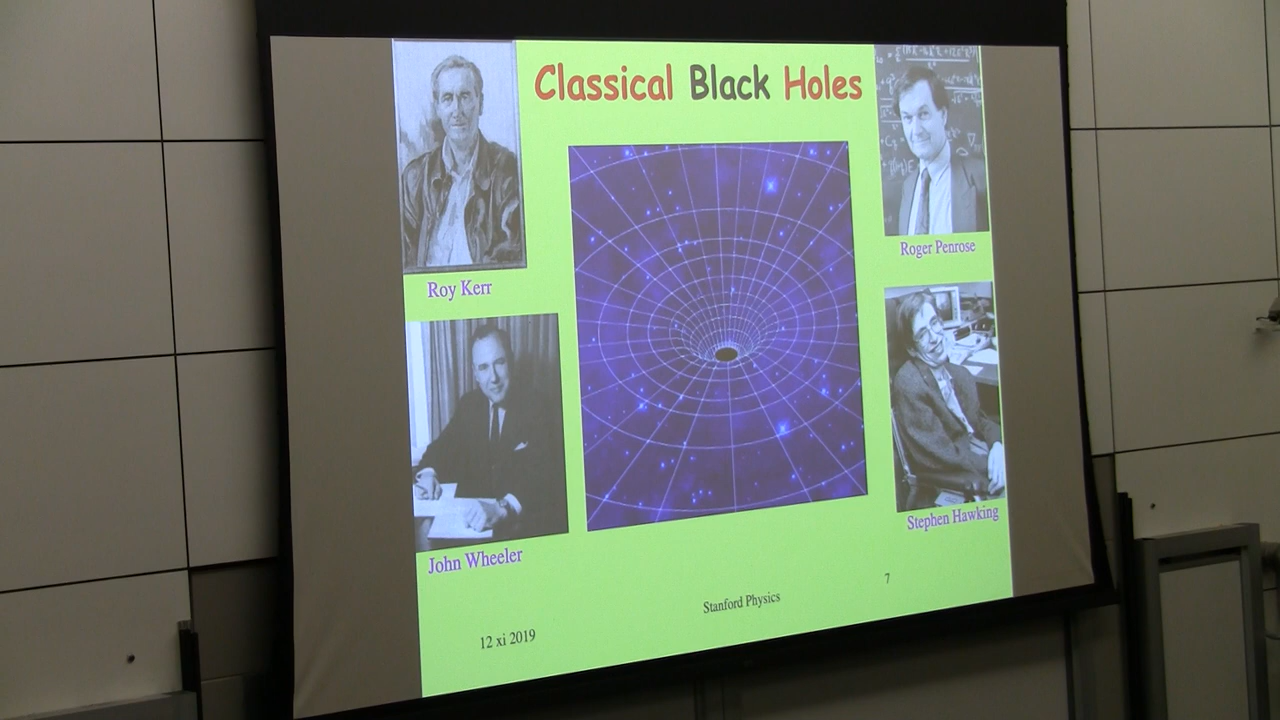 Classical Black Holes
Roy Kerr
Roger Penrose
John Wheeler
Stephen Hawking
12 xi 2019
Stanford Physics
7